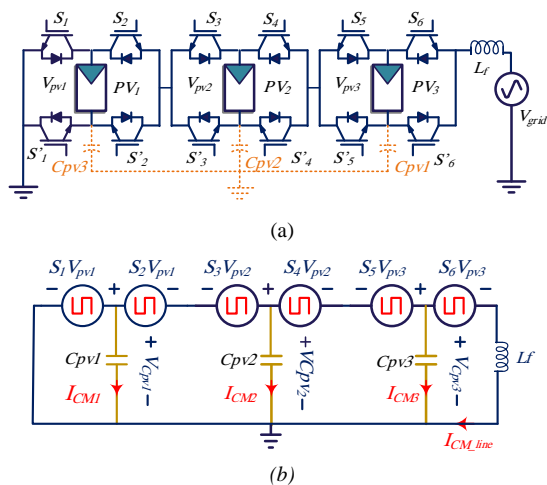 S1 S2 S3 S4 S5 S6
Vpv1 PV1 Vpv2 PV2 Vpv3 PV3 Lf
Vgrid
S'1 S'2 S'3 S'4 S'5 S'6
Cpv3 Cpv2 Cpv1
(a)
S1Vpv1 S2Vpv1 S3Vpv2 S4Vpv2 S5Vpv3 S6Vpv3
− + − − + − − + −
Cpv1 + VCpv1 − Cpv2 + VCpv2 − Cpv3 + VCpv3 − Lf
ICM1 ICM2 ICM3
ICM_line
(b)